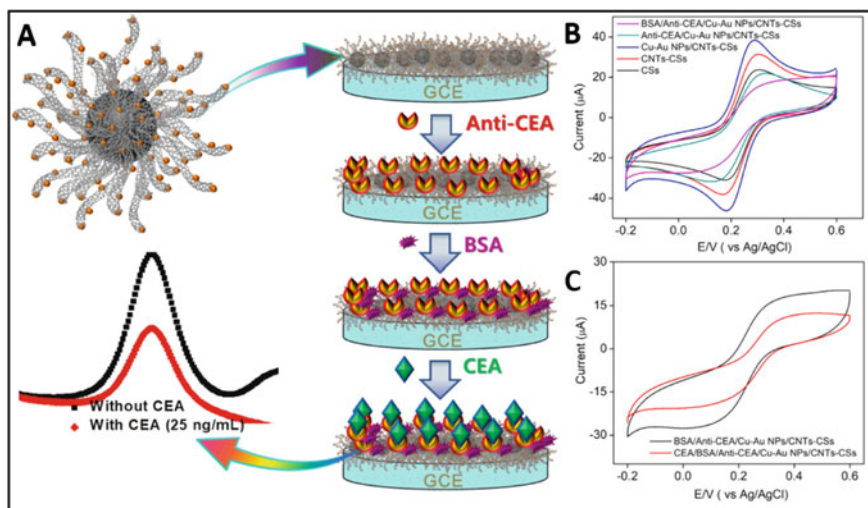 A
GCE
Anti-CEA
GCE
BSA
GCE
CEA
GCE
Without CEA
With CEA (25 ng/mL)
B
BSA/Anti-CEA/Cu-Au NPs/CNTs-CSs
Anti-CEA/Cu-Au NPs/CNTs-CSs
Cu-Au NPs/CNTs-CSs
CNTs-CSs
CSs
Current (μA)
40
20
0
-20
-40
-0.2 0.0 0.2 0.4 0.6
E/V ( vs Ag/AgCl)
C
Current (μA)
15
0
-15
-30
BSA/Anti-CEA/Cu-Au NPs/CNTs-CSs
CEA/BSA/Anti-CEA/Cu-Au NPs/CNTs-CSs
-0.2 0.0 0.2 0.4 0.6
E/V ( vs Ag/AgCl)